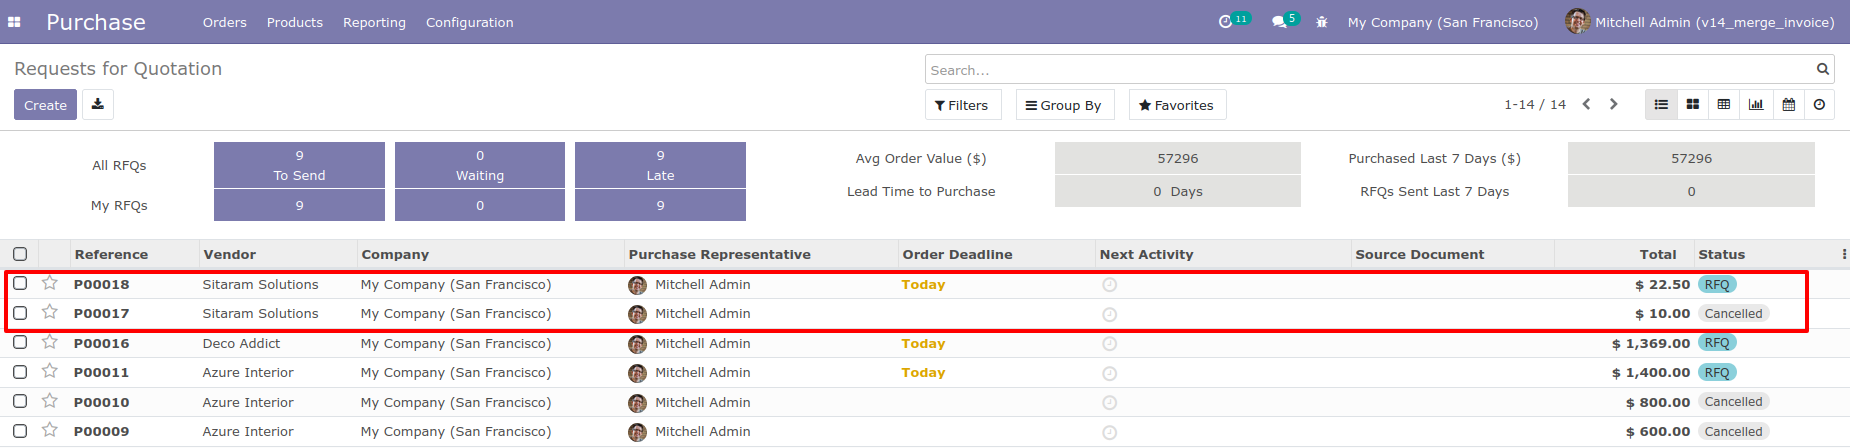 Purchase Orders Products Reporting Configuration 11 5 My Company (San Francisco) Mitchell Admin (v14_merge_invoice)
Requests for Quotation Search...
Create Filters Group By Favorites 1-14 / 14
All RFQs 9 To Send 0 Waiting 9 Late
My RFQs 9 0 9
Avg Order Value ($) 57296 Purchased Last 7 Days ($) 57296
Lead Time to Purchase 0 Days RFQs Sent Last 7 Days 0
Reference Vendor Company Purchase Representative Order Deadline Next Activity Source Document Total Status
P00018 Sitaram Solutions My Company (San Francisco) Mitchell Admin Today $ 22.50 RFQ
P00017 Sitaram Solutions My Company (San Francisco) Mitchell Admin $ 10.00 Cancelled
P00016 Deco Addict My Company (San Francisco) Mitchell Admin Today $ 1,369.00 RFQ
P00011 Azure Interior My Company (San Francisco) Mitchell Admin Today $ 1,400.00 RFQ
P00010 Azure Interior My Company (San Francisco) Mitchell Admin $ 800.00 Cancelled
P00009 Azure Interior My Company (San Francisco) Mitchell Admin $ 600.00 Cancelled